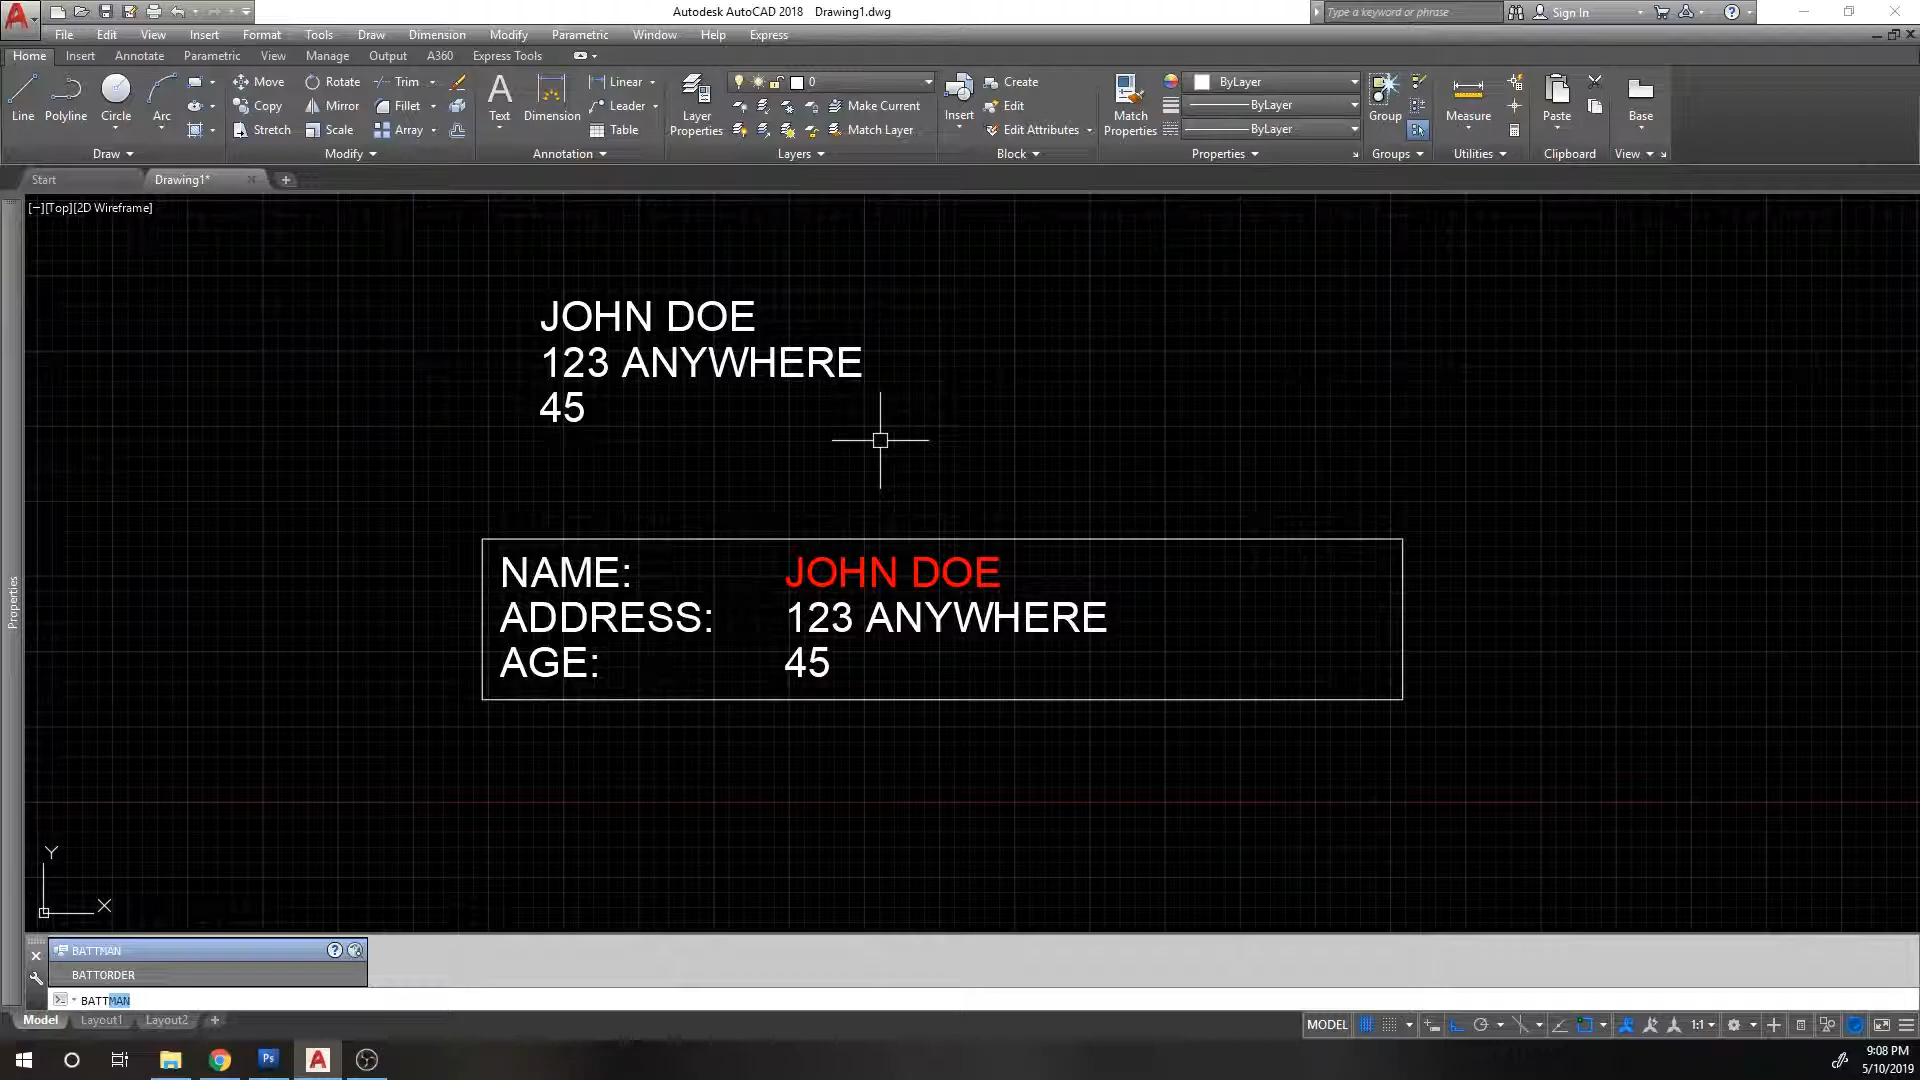 Autodesk AutoCAD 2018 Drawing1.dwg
Type a keyword or phrase
Sign In
File Edit View Insert Format Tools Draw Dimension Modify Parametric Window Help Express
Home Insert Annotate Parametric View Manage Output A360 Express Tools
Line Polyline Circle Arc
Draw
Move Rotate Trim
Copy Mirror Fillet
Stretch Scale Array
Modify
Text Dimension
Linear
Leader
Table
Annotation
Layer Properties
0
Make Current
Match Layer
Layers
Insert
Create
Edit
Edit Attributes
Block
Match Properties
ByLayer
ByLayer
ByLayer
Properties
Group
Groups
Measure
Utilities
Paste
Clipboard
Base
View
Start Drawing1*
[−][Top][2D Wireframe]
JOHN DOE
123 ANYWHERE
45
NAME: JOHN DOE
ADDRESS: 123 ANYWHERE
AGE: 45
Properties
Y
X
BATTMAN
BATTORDER
BATTMAN
Model Layout1 Layout2
MODEL 1:1
Ps A
9:08 PM
5/10/2019